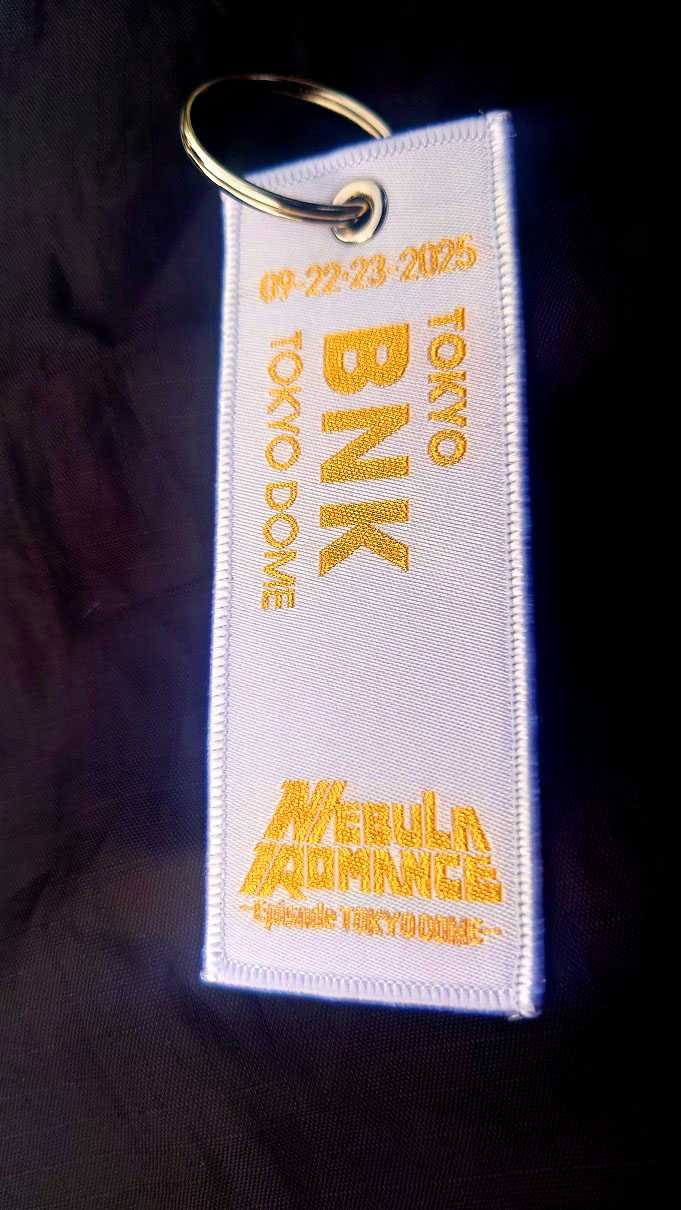 09-22-23-2025
TOKYO
BNK
TOKYO DOME
NEBULA
ROMANCE
-Episode TOKYO DOME-